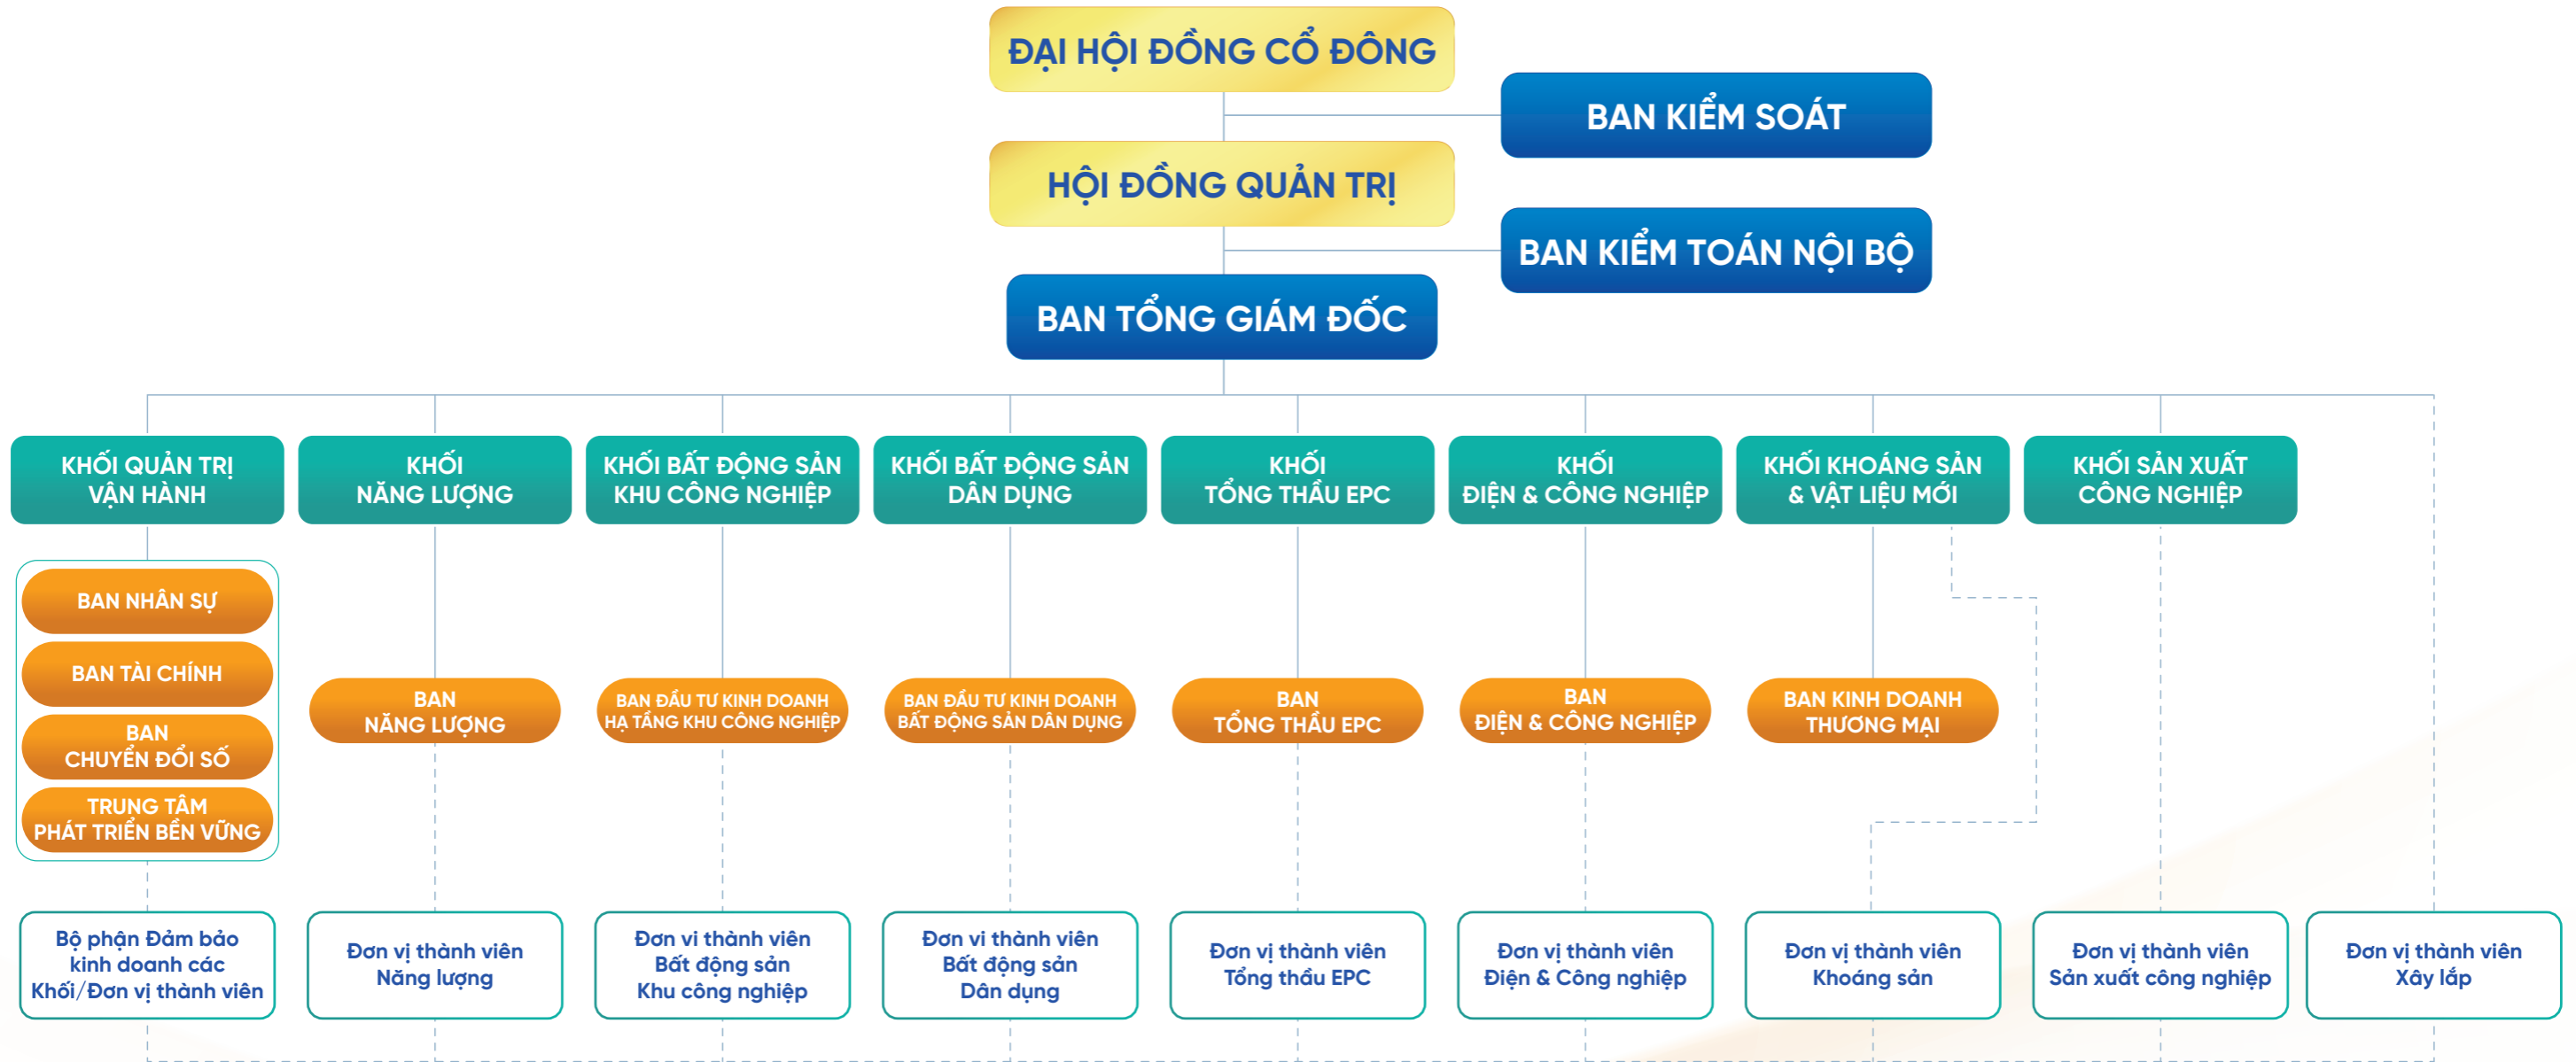 ĐẠI HỘI ĐỒNG CỔ ĐÔNG
BAN KIỂM SOÁT
HỘI ĐỒNG QUẢN TRỊ
BAN KIỂM TOÁN NỘI BỘ
BAN TỔNG GIÁM ĐỐC
KHỐI QUẢN TRỊ
VẬN HÀNH
KHỐI
NĂNG LƯỢNG
KHỐI BẤT ĐỘNG SẢN
KHU CÔNG NGHIỆP
KHỐI BẤT ĐỘNG SẢN
DÂN DỤNG
KHỐI
TỔNG THẦU EPC
KHỐI
ĐIỆN & CÔNG NGHIỆP
KHỐI KHOÁNG SẢN
& VẬT LIỆU MỚI
KHỐI SẢN XUẤT
CÔNG NGHIỆP
BAN NHÂN SỰ
BAN TÀI CHÍNH
BAN
CHUYỂN ĐỔI SỐ
TRUNG TÂM
PHÁT TRIỂN BỀN VỮNG
BAN
NĂNG LƯỢNG
BAN ĐẦU TƯ KINH DOANH
HẠ TẦNG KHU CÔNG NGHIỆP
BAN ĐẦU TƯ KINH DOANH
BẤT ĐỘNG SẢN DÂN DỤNG
BAN
TỔNG THẦU EPC
BAN
ĐIỆN & CÔNG NGHIỆP
BAN KINH DOANH
THƯƠNG MẠI
Bộ phận Đảm bảo
kinh doanh các
Khối/Đơn vị thành viên
Đơn vị thành viên
Năng lượng
Đơn vi thành viên
Bất động sản
Khu công nghiệp
Đơn vi thành viên
Bất động sản
Dân dụng
Đơn vị thành viên
Tổng thầu EPC
Đơn vị thành viên
Điện & Công nghiệp
Đơn vị thành viên
Khoáng sản
Đơn vị thành viên
Sản xuất công nghiệp
Đơn vị thành viên
Xây lắp